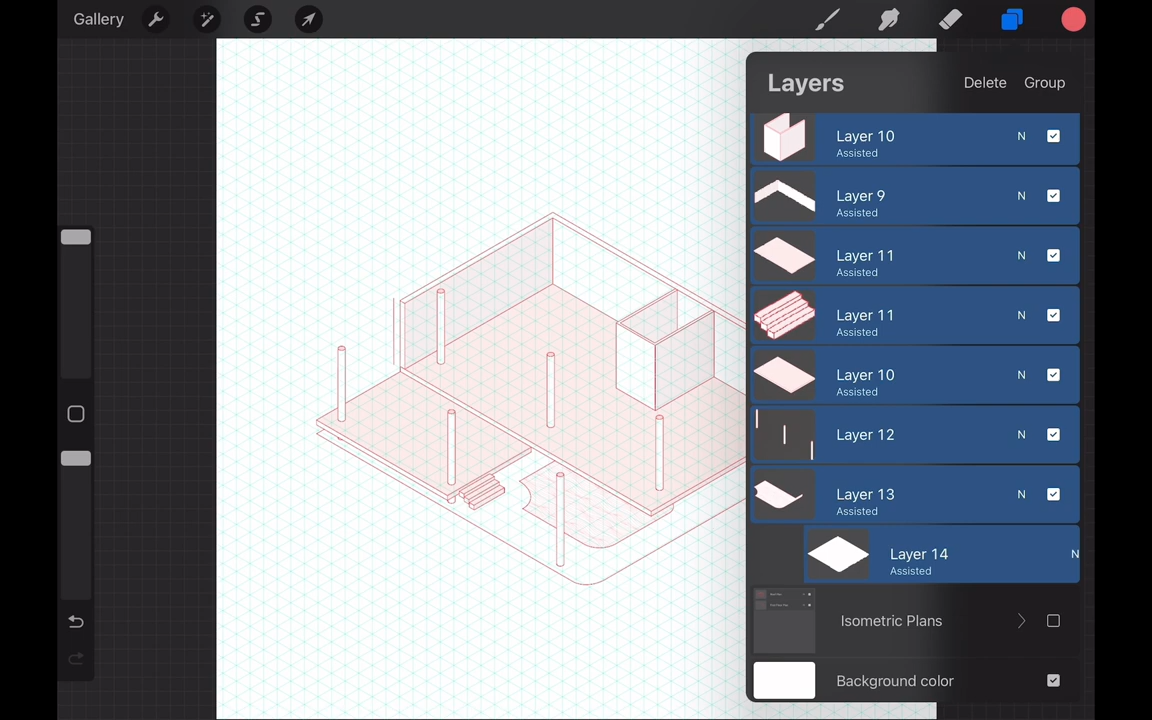 Gallery
Layers
Delete
Group
Layer 10
N
Assisted
Layer 9
N
Assisted
Layer 11
N
Assisted
Layer 11
N
Assisted
Layer 10
N
Assisted
Layer 12
N
Layer 13
N
Assisted
Layer 14
N
Assisted
Isometric Plans
Background color